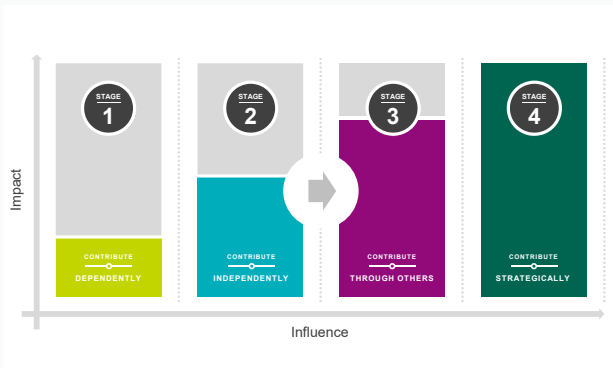 STAGE
1
STAGE
2
STAGE
3
STAGE
4
Impact
CONTRIBUTE
DEPENDENTLY
CONTRIBUTE
INDEPENDENTLY
CONTRIBUTE
THROUGH OTHERS
CONTRIBUTE
STRATEGICALLY
Influence